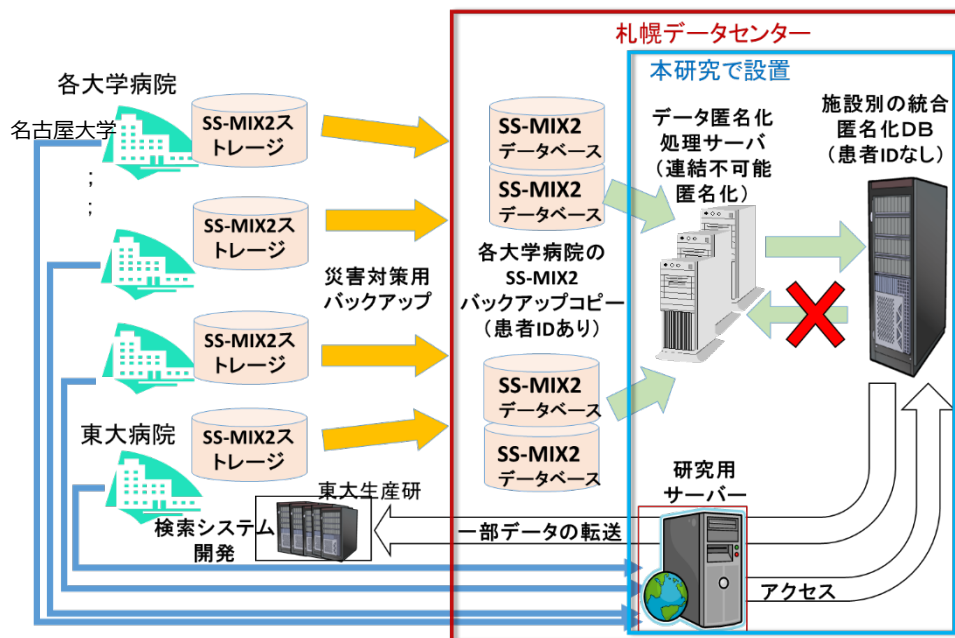 札幌データセンター
本研究で設置
各大学病院
名古屋大学
;
;
SS-MIX2ス
トレージ
SS-MIX2ス
トレージ
SS-MIX2ス
トレージ
SS-MIX2ス
トレージ
災害対策用
バックアップ
SS-MIX2
データベース
SS-MIX2
データベース
各大学病院の
SS-MIX2
バックアップコピー
(患者IDあり)
SS-MIX2
データベース
SS-MIX2
データベース
データ匿名化
処理サーバ
(連結不可能
匿名化)
施設別の統合
匿名化DB
(患者IDなし)
東大病院
東大生産研
検索システム
開発
一部データの転送
研究用
サーバー
アクセス